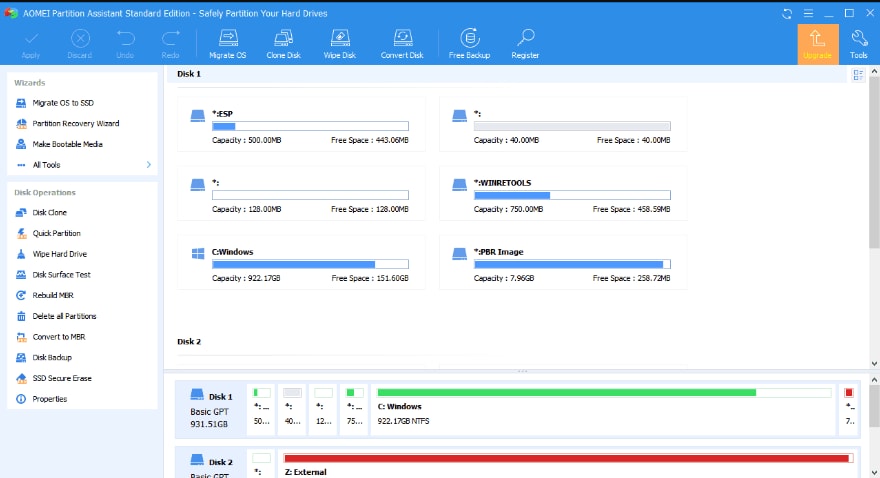 AOMEI Partition Assistant Standard Edition - Safely Partition Your Hard Drives
Apply Discard Undo Redo Migrate OS Clone Disk Wipe Disk Convert Disk Free Backup Register Upgrade Tools
Wizards
Migrate OS to SSD
Partition Recovery Wizard
Make Bootable Media
All Tools
Disk Operations
Disk Clone
Quick Partition
Wipe Hard Drive
Disk Surface Test
Rebuild MBR
Delete all Partitions
Convert to MBR
Disk Backup
SSD Secure Erase
Properties
Disk 1
*:ESP
Capacity : 500.00MB Free Space : 443.06MB
*:
Capacity : 40.00MB Free Space : 40.00MB
*:
Capacity : 128.00MB Free Space : 128.00MB
*:WINRETOOLS
Capacity : 750.00MB Free Space : 458.59MB
C:Windows
Capacity : 922.17GB Free Space : 151.60GB
*:PBR Image
Capacity : 7.96GB Free Space : 258.72MB
Disk 2
Disk 1
Basic GPT
931.51GB
*: ...
50...
*:
40...
*:
12...
*: ...
75...
C: Windows
922.17GB NTFS
*..
7..
Disk 2
Basic GPT
*:
Z: External